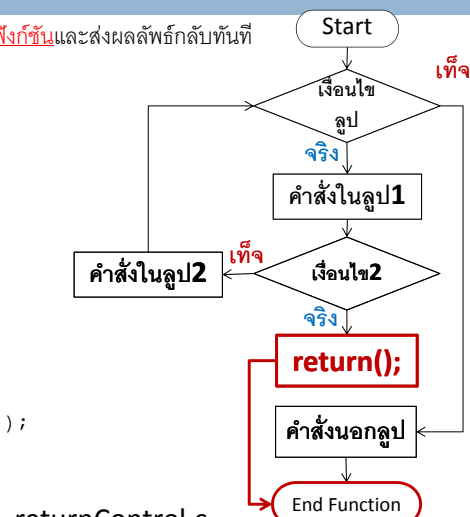 ฟังก์ชันและส่งผลลัพธ์กลับทันที
Start
เท็จ
เงื่อนไข
ลูป
จริง
คำสั่งในลูป1
เท็จ
คำสั่งในลูป2
เงื่อนไข2
จริง
return();
);
คำสั่งนอกลูป
End Function
returnControl.c